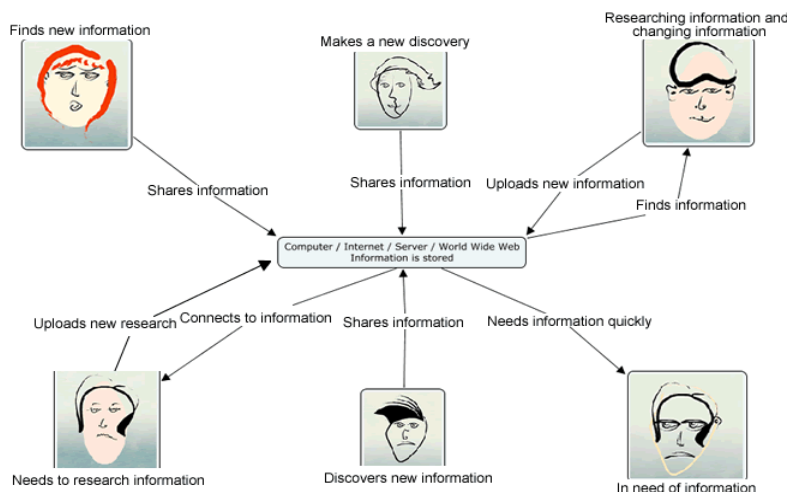 Finds new information
Makes a new discovery
Researching information and
changing information
Shares information
Shares information
Uploads new information
Finds information
Computer / Internet / Server / World Wide Web
Information is stored
Uploads new research
Connects to information
Shares information
Needs information quickly
Needs to research information
Discovers new information
In need of information